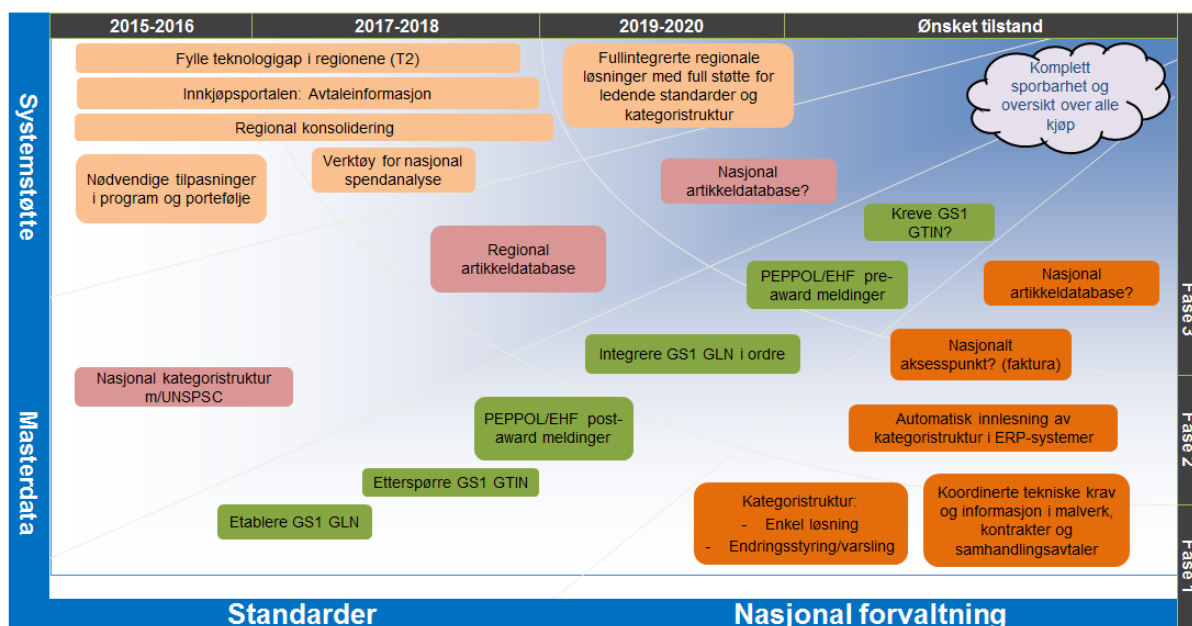 2015-2016
2017-2018
2019-2020
Ønsket tilstand
Systemstøtte
Masterdata
Fylle teknologigap i regionene (T2)
Innkjøpsportalen: Avtaleinformasjon
Regional konsolidering
Nødvendige tilpasninger
i program og portefølje
Verktøy for nasjonal
spendanalyse
Fullintegrerte regionale
løsninger med full støtte for
ledende standarder og
kategoristruktur
Komplett
sporbarhet og
oversikt over alle
kjøp
Nasjonal
artikkeldatabase?
Kreve GS1
GTIN?
Regional
artikkeldatabase
PEPPOL/EHF pre-
award meldinger
Nasjonal
artikkeldatabase?
Integrere GS1 GLN i ordre
Nasjonalt
aksesspunkt? (faktura)
Nasjonal kategoristruktur
m/UNSPSC
PEPPOL/EHF post-
award meldinger
Automatisk innlesning av
kategoristruktur i ERP-systemer
Etterspørre GS1 GTIN
Etablere GS1 GLN
Kategoristruktur:
- Enkel løsning
- Endringsstyring/varsling
Koordinerte tekniske krav
og informasjon i malverk,
kontrakter og
samhandlingsavtaler
Fase 3
Fase 2
Fase 1
Standarder
Nasjonal forvaltning